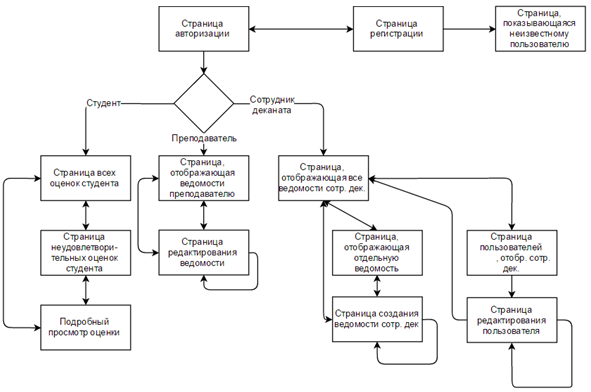 Страница
авторизации
Страница
регистрации
Страница,
показывающаяся
неизвестному
пользователю
Студент
Сотрудник
деканата
Преподаватель
Страница всех
оценок студента
Страница,
отображающая
ведомости
преподавателю
Страница,
отображающая все
ведомости сотр. дек.
Страница
неудовлетвори-
тельных оценок
студента
Страница
редактирования
ведомости
Страница,
отображающая
отдельную
ведомость
Страница
пользователей
, отобр. сотр.
дек.
Подробный
просмотр оценки
Страница создания
ведомости сотр. дек
Страница
редактирования
пользователя